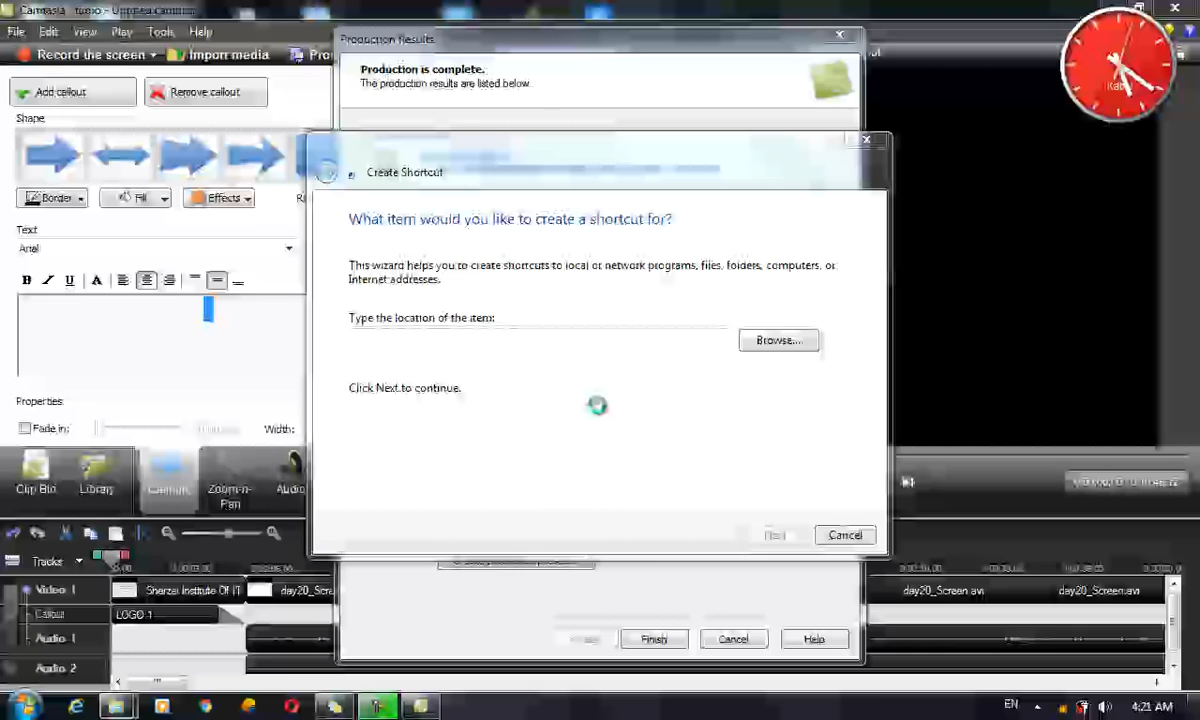 File Edit View Play Tools Help
Record the screen
Import media
Add callout
Remove callout
Shape
Border
Fill
Effects
Text
Arial
B I U A
Properties:
Fade in:
Width:
Clip Bin
Library
Zoom-n-
Pan
Audio
Tracks
Video 1
Sherzai Institute Of IT
day20_Screen.avi
day20_Screen.avi
Callout
LOGO 1
Audio 1
Audio 2
Production Results
Production is complete.
The production results are listed below.
Create Shortcut
What item would you like to create a shortcut for?
This wizard helps you to create shortcuts to local or network programs, files, folders, computers, or
Internet addresses.
Type the location of the item:
Browse...
Click Next to continue.
Next
Cancel
Finish
Cancel
Help
Kabul
EN
4:21 AM